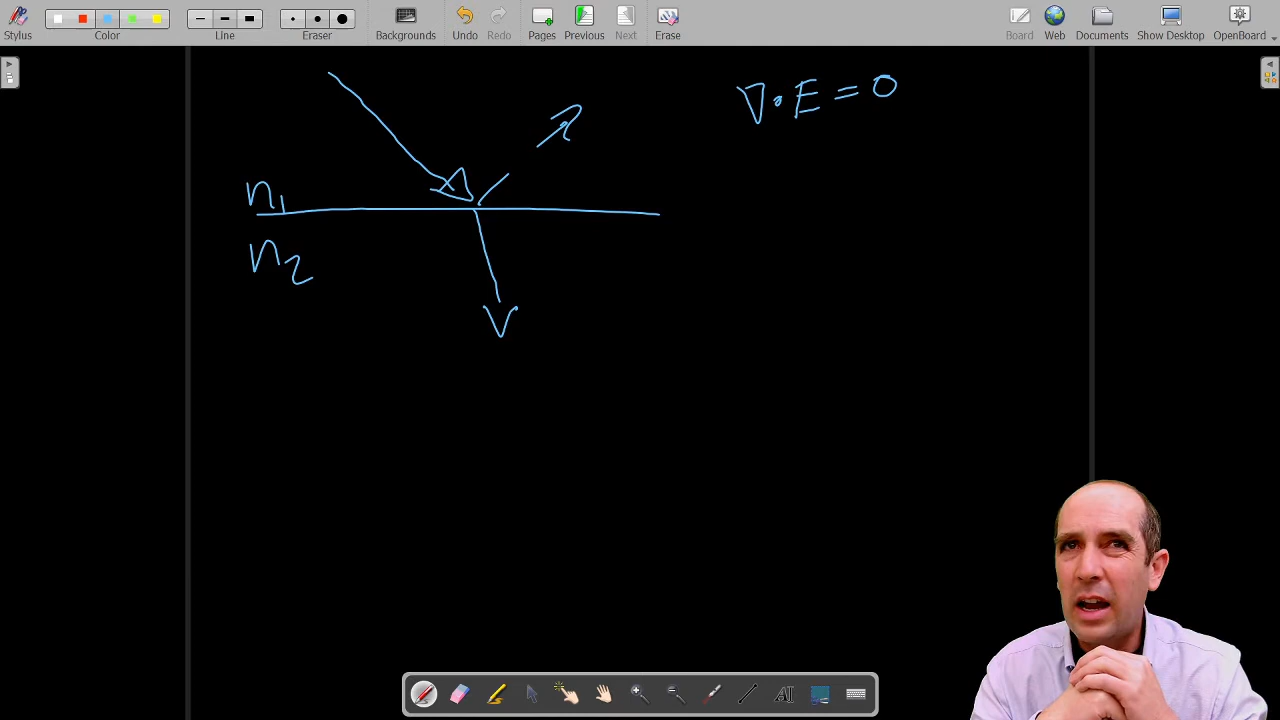 Stylus Color Line Eraser Backgrounds Undo Redo Pages Previous Next Erase Board Web Documents Show Desktop OpenBoard
∇·E=0
n1
n2